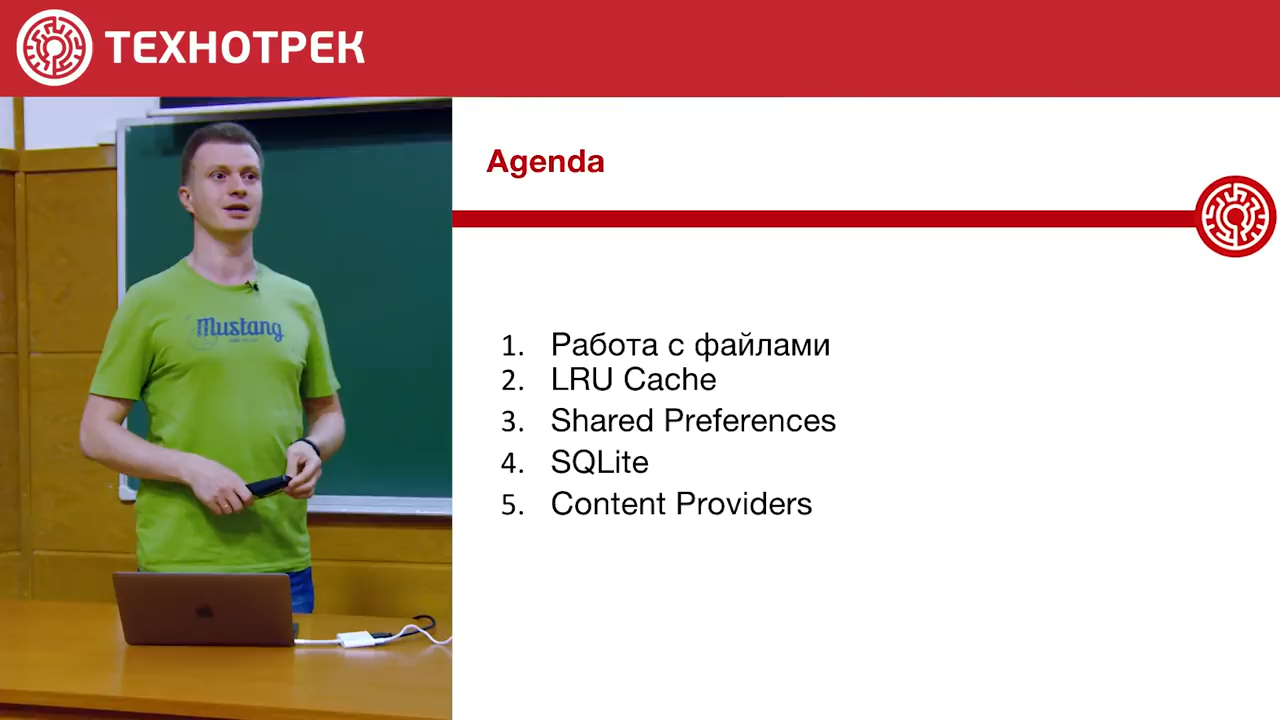 ТЕХНОТРЕК
Agenda
Mustang
1. Работа с файлами
2. LRU Cache
3. Shared Preferences
4. SQLite
5. Content Providers